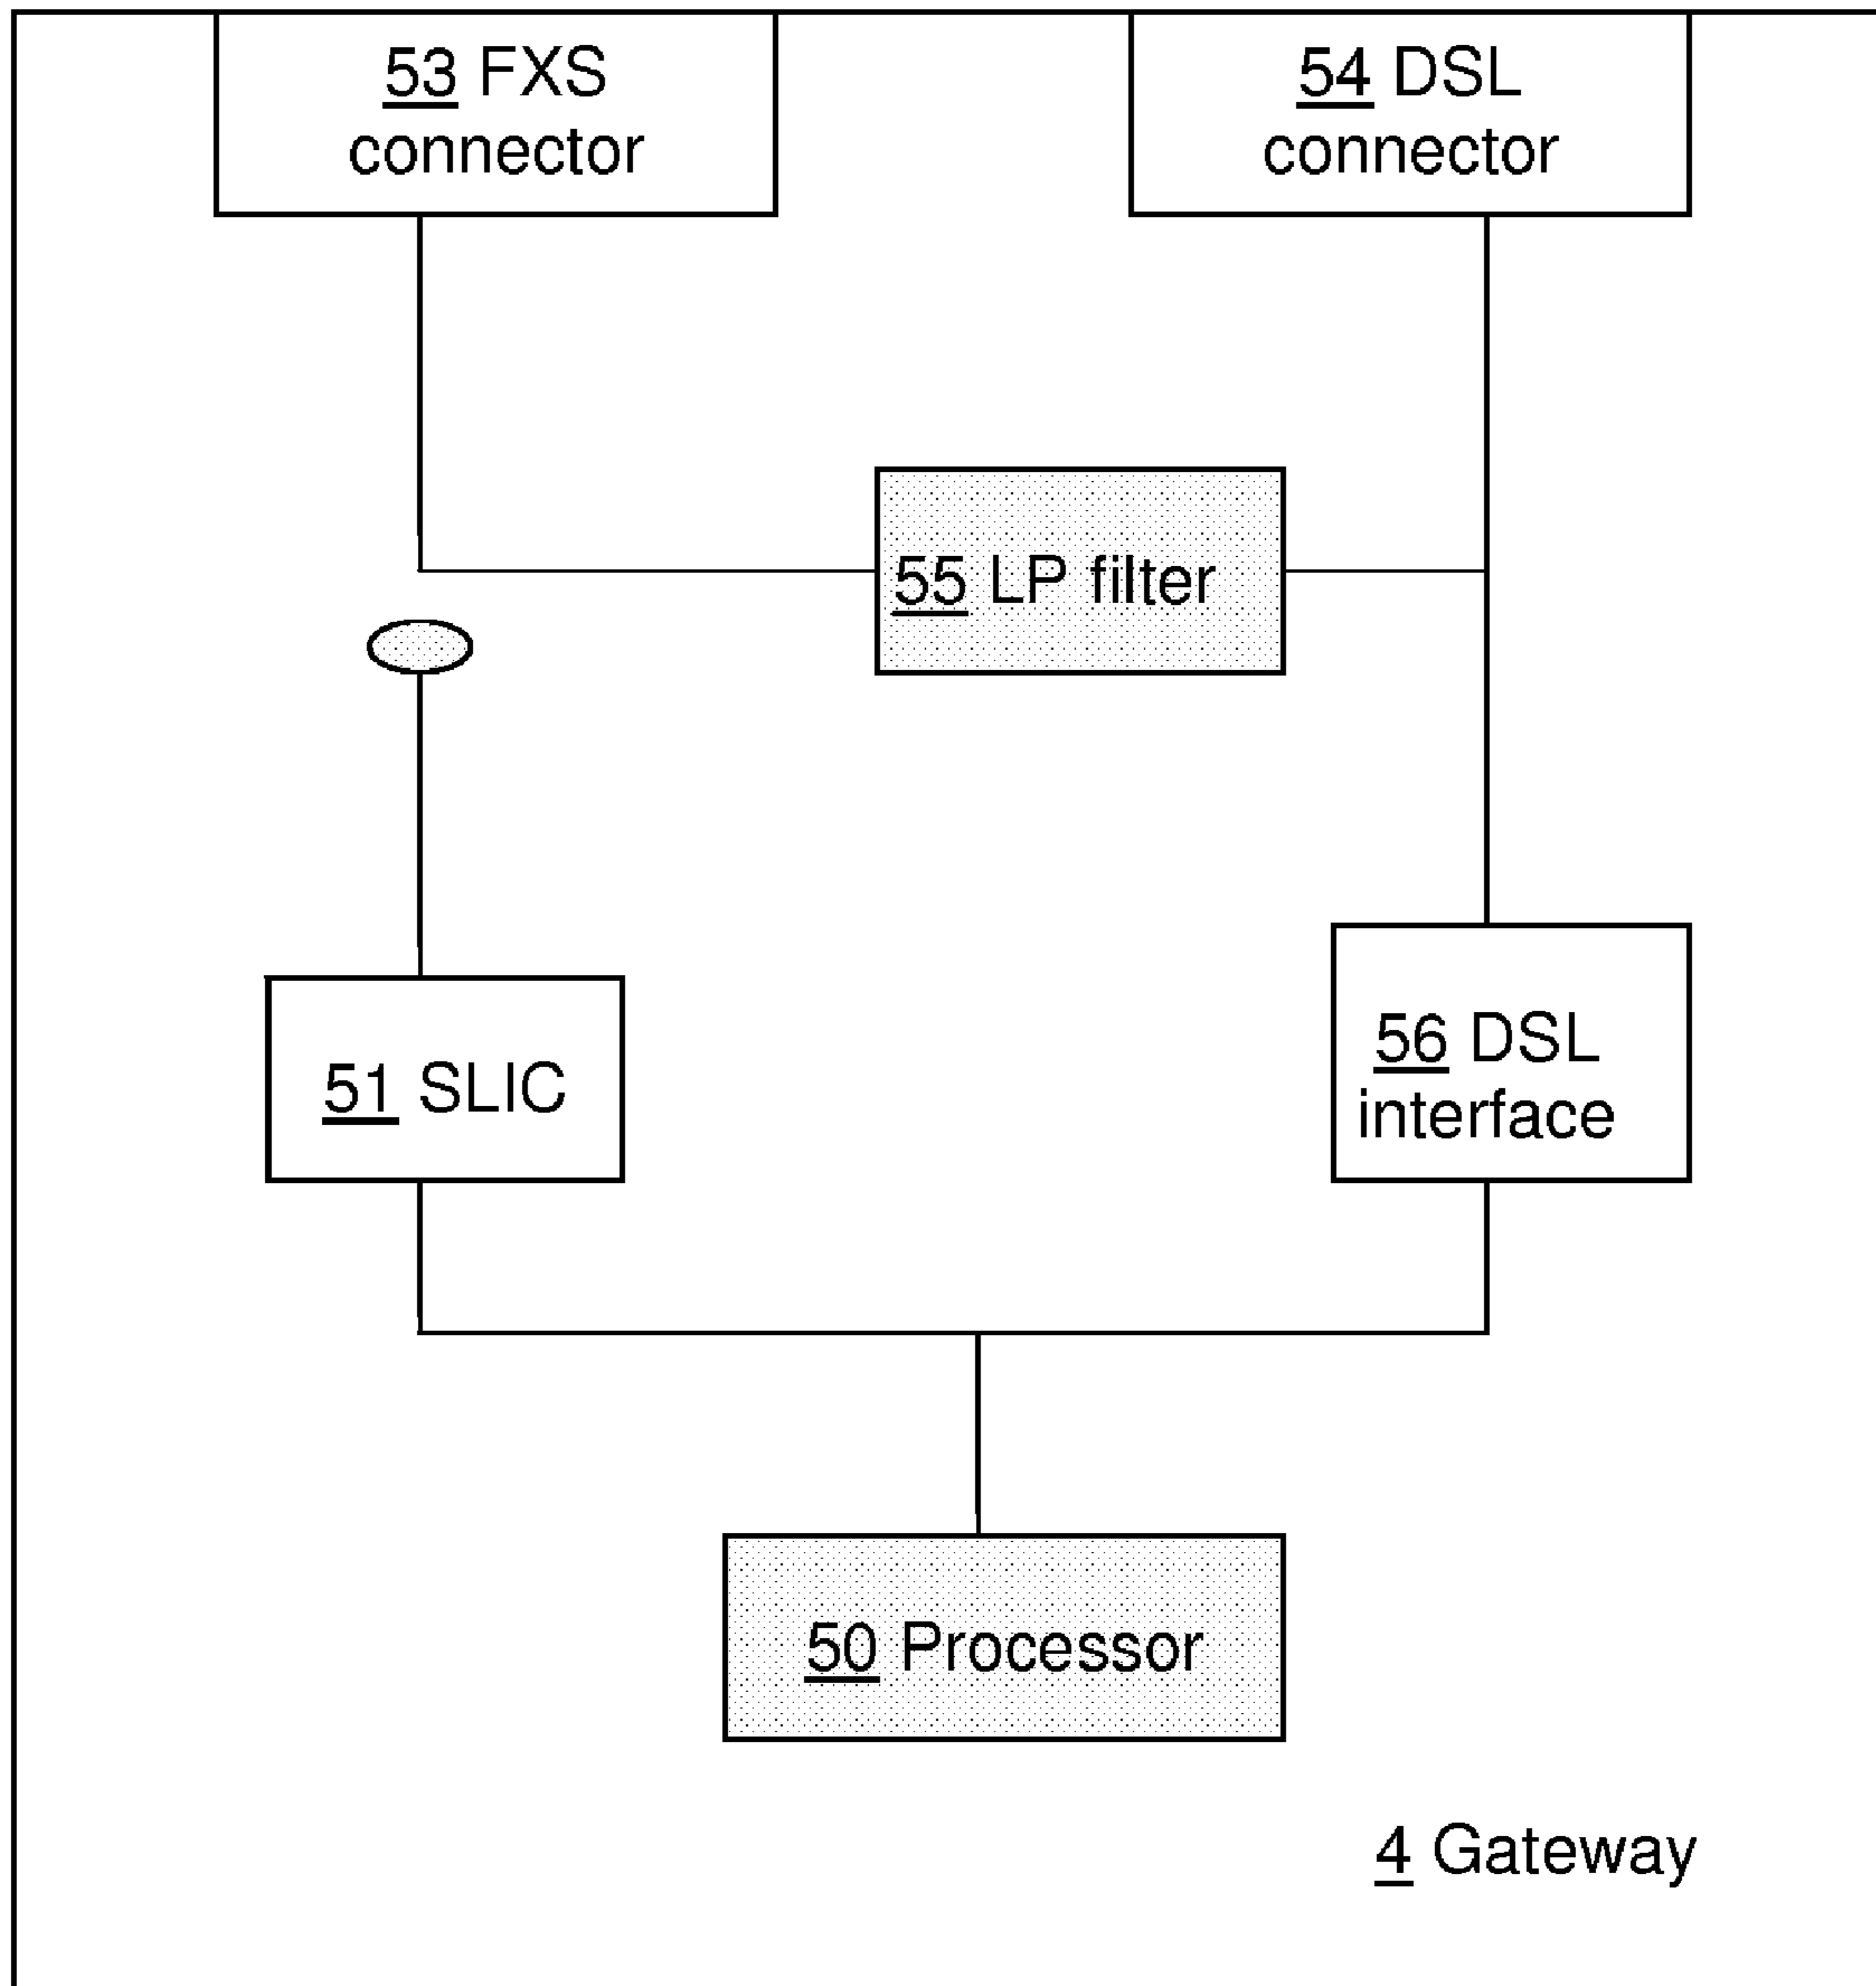 53 FXS
connector
54 DSL
connector
55 LP filter
51 SLIC
56 DSL
interface
50 Processor
4 Gateway